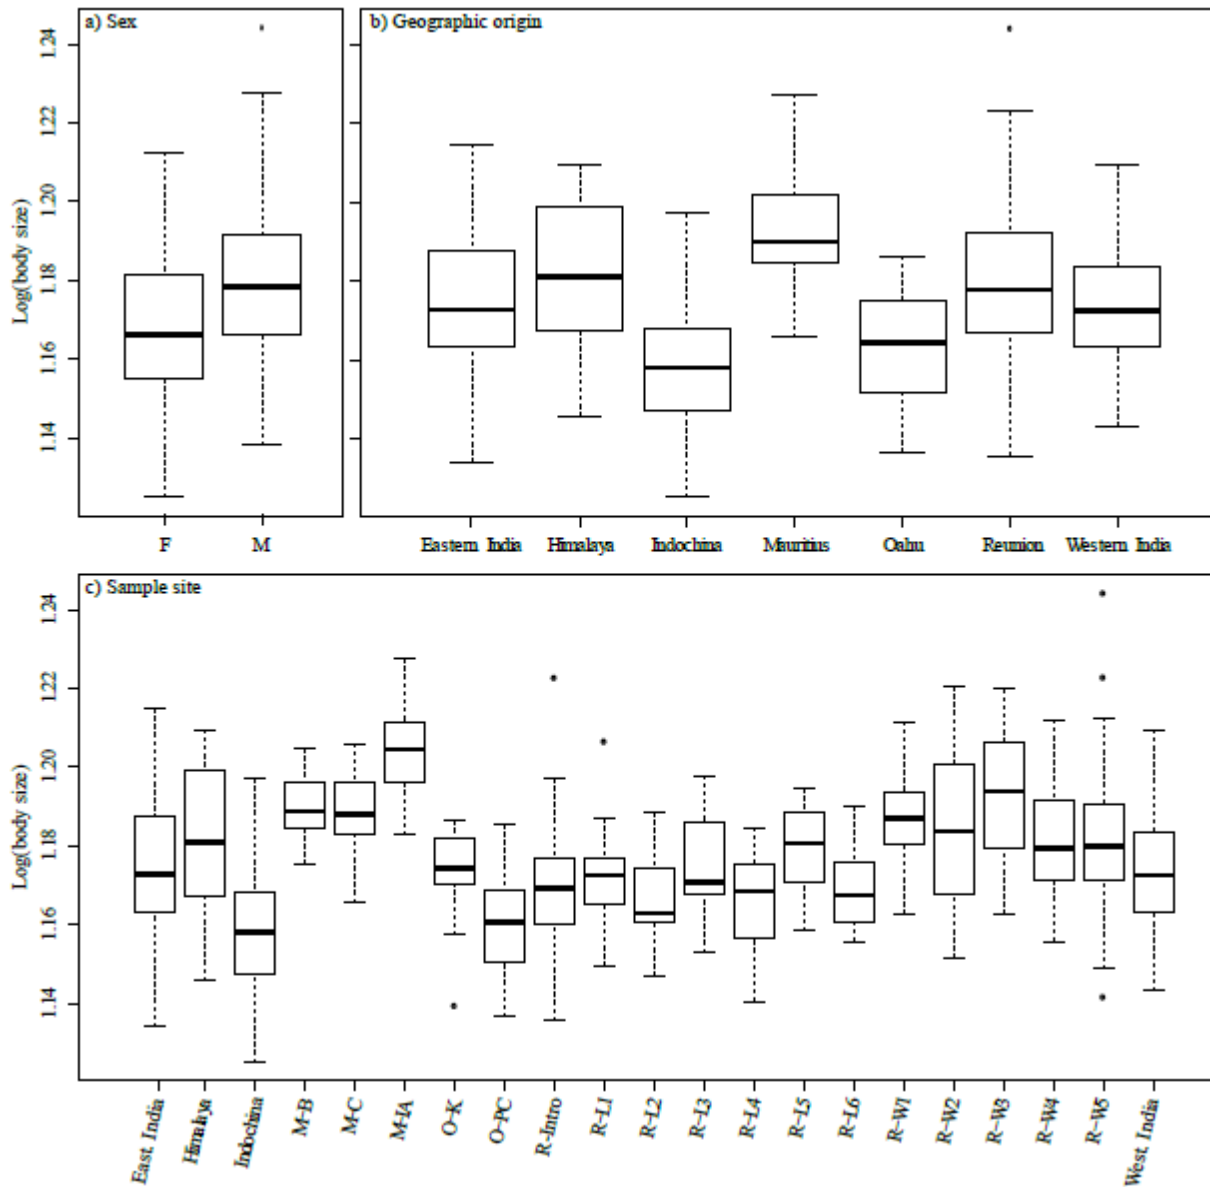 a) Sex
b) Geographic origin
Log(body size)
1.24
1.22
1.20
1.18
1.16
1.14
F M
Eastern India Himalaya Indochina Mauritius Oahu Reunion Western India
c) Sample site
Log(body size)
1.24
1.22
1.20
1.18
1.16
1.14
East. India Himalaya Indochina M-B M-C M-IA O-K O-PC R-Intro R-L1 R-L2 R-L3 R-L4 R-L5 R-L6 R-W1 R-W2 R-W3 R-W4 R-W5 West. India